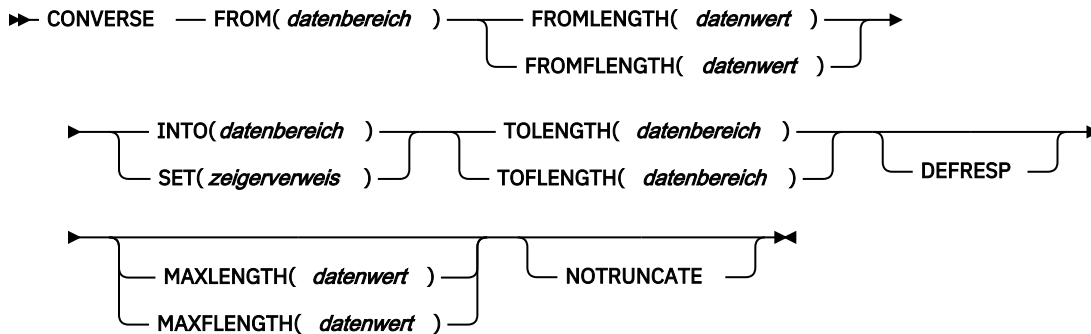 CONVERSE FROM( datenbereich ) FROMLENGTH( datenwert )
FROMFLENGTH( datenwert )
INTO( datenbereich ) TOLENGTH( datenbereich )
SET( zeigerverweis ) TOFLENGTH( datenbereich ) DEFRESP
MAXLENGTH( datenwert ) NOTRUNCATE
MAXFLENGTH( datenwert )